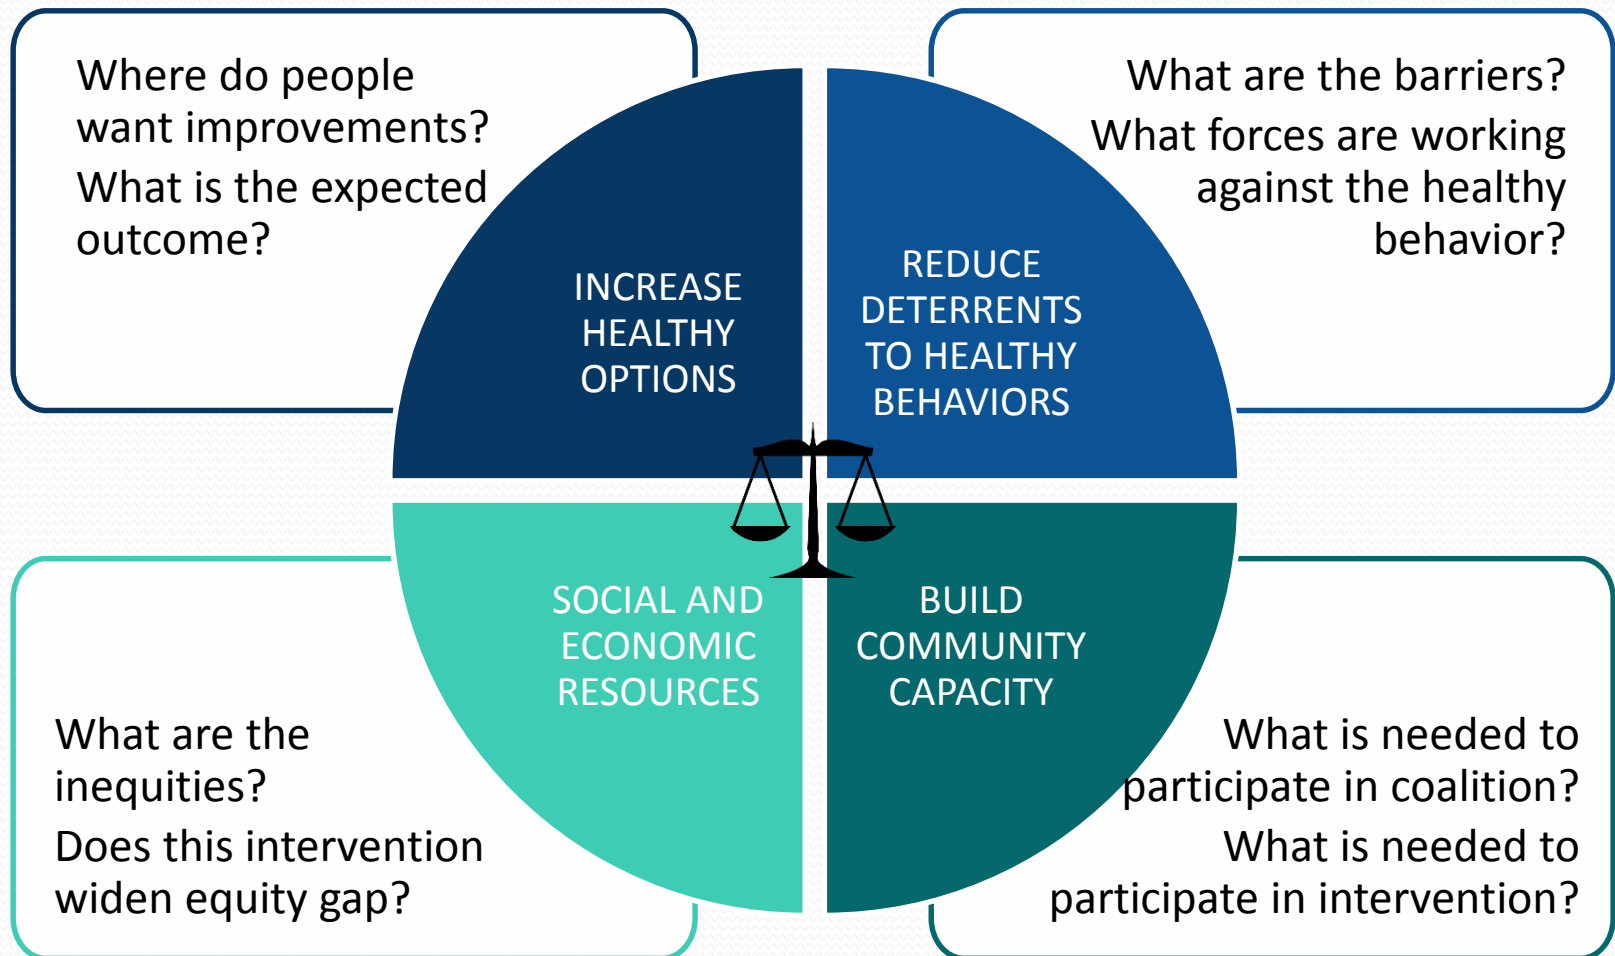 Where do people
want improvements?
What is the expected
outcome?
INCREASE
HEALTHY
OPTIONS
What are the barriers?
What forces are working
against the healthy
behavior?
REDUCE
DETERRENTS
TO HEALTHY
BEHAVIORS
SOCIAL AND
ECONOMIC
RESOURCES
What are the
inequities?
Does this intervention
widen equity gap?
BUILD
COMMUNITY
CAPACITY
What is needed to
participate in coalition?
What is needed to
participate in intervention?